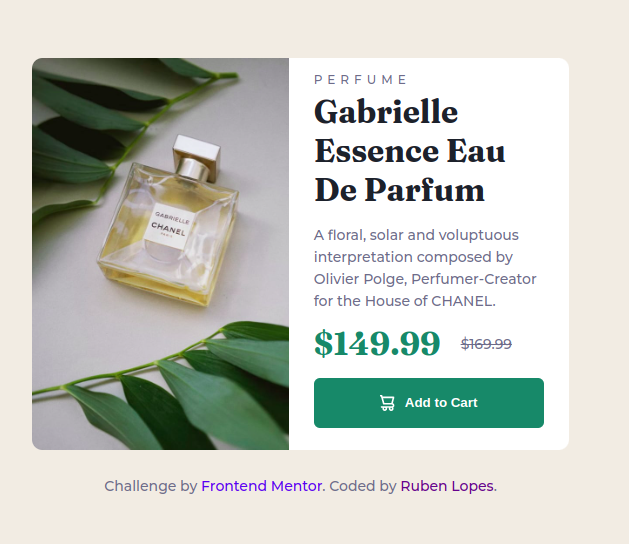 PERFUME
Gabrielle
Essence Eau
De Parfum
GABRIELLE
CHANEL
PARIS
A floral, solar and voluptuous
interpretation composed by
Olivier Polge, Perfumer-Creator
for the House of CHANEL.
$149.99 $169.99
Add to Cart
Challenge by Frontend Mentor. Coded by Ruben Lopes.